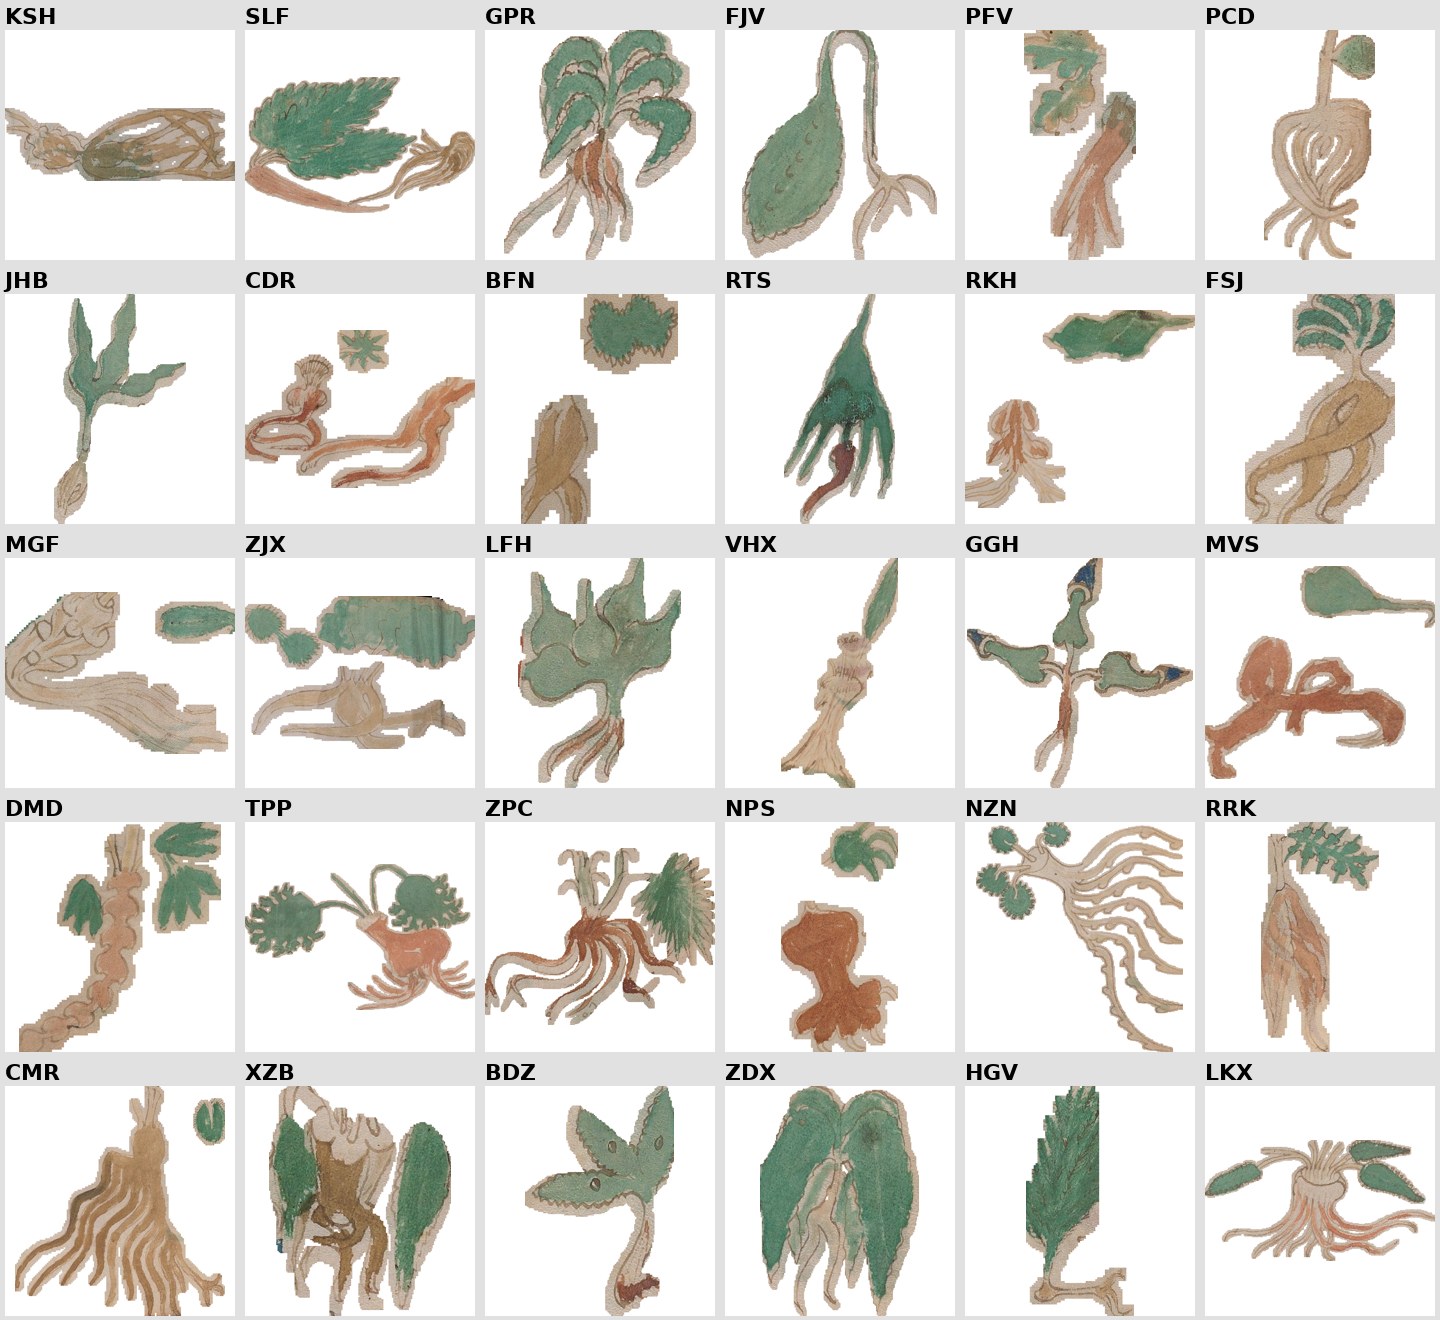 KSH SLF GPR FJV PFV PCD
JHB CDR BFN RTS RKH FSJ
MGF ZJX LFH VHX GGH MVS
DMD TPP ZPC NPS NZN RRK
CMR XZB BDZ ZDX HGV LKX